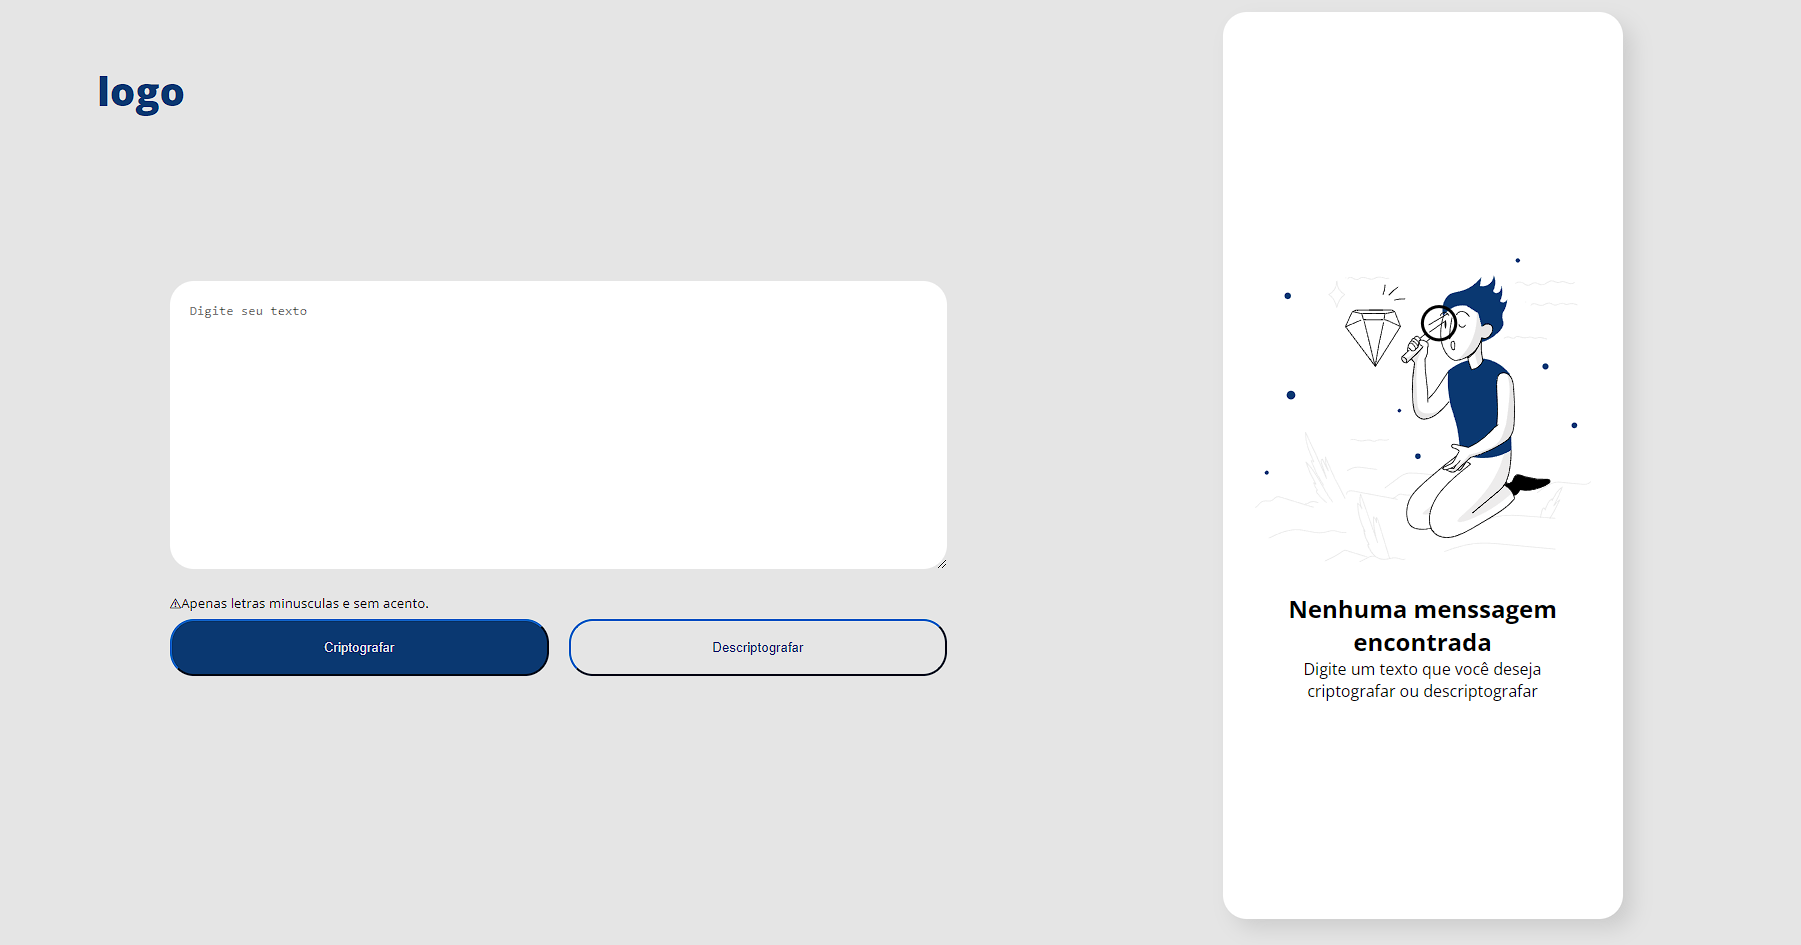 logo
Digite seu texto
⚠Apenas letras minusculas e sem acento.
Criptografar
Descriptografar
Nenhuma menssagem
encontrada
Digite um texto que você deseja
criptografar ou descriptografar